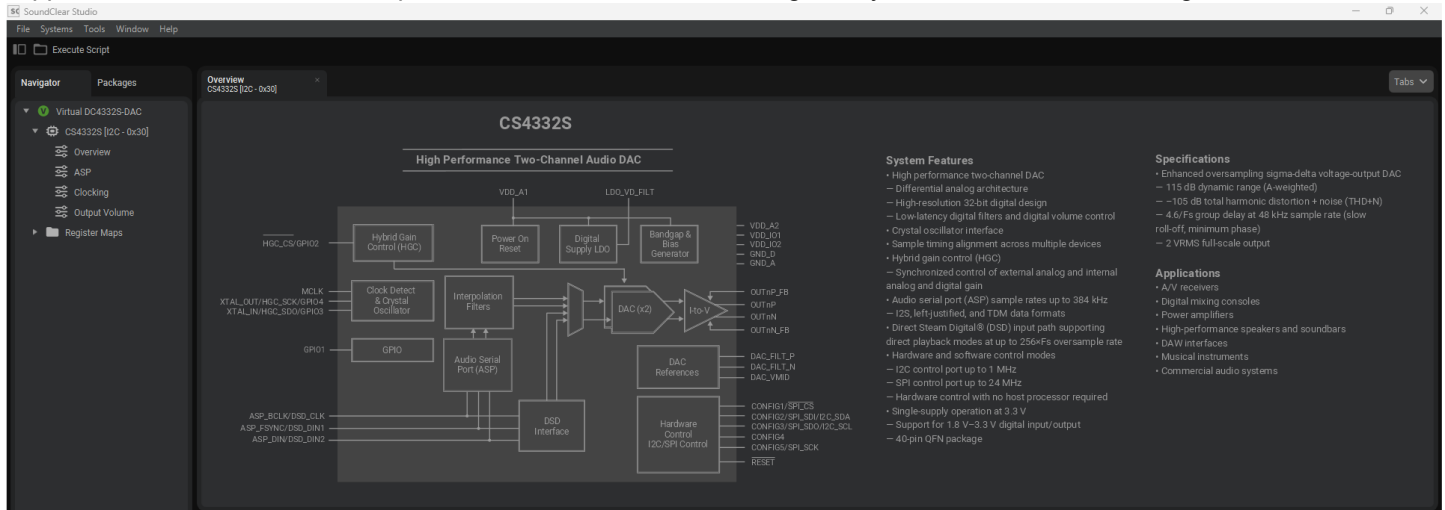 SoundClear Studio
File Systems Tools Window Help
Execute Script
Navigator Packages
Overview
CS4332S [I2C - 0x30]
Tabs
V Virtual DC4332S-DAC
CS4332S [I2C - 0x30]
Overview
ASP
Clocking
Output Volume
Register Maps
CS4332S
High Performance Two-Channel Audio DAC
VDD_A1 LDO_VD_FILT
HGC_CS/GPIO2
Hybrid Gain
Control (HGC)
Power On
Reset
Digital
Supply LDO
Bandgap &
Bias
Generator
VDD_A2
VDD_IO1
VDD_IO2
GND_D
GND_A
MCLK
XTAL_OUT/HGC_SCK/GPIO4
XTAL_IN/HGC_SDO/GPIO3
Clock Detect
& Crystal
Oscillator
Interpolation
Filters
DAC (x2)
I-to-V
OUTnP_FB
OUTnP
OUTnN
OUTnN_FB
GPIO1
GPIO
Audio Serial
Port (ASP)
DAC
References
DAC_FILT_P
DAC_FILT_N
DAC_VMID
ASP_BCLK/DSD_CLK
ASP_FSYNC/DSD_DIN1
ASP_DIN/DSD_DIN2
DSD
Interface
Hardware
Control
I2C/SPI Control
CONFIG1/SPI_CS
CONFIG2/SPI_SDI/I2C_SDA
CONFIG3/SPI_SDO/I2C_SCL
CONFIG4
CONFIG5/SPI_SCK
RESET
System Features
• High performance two-channel DAC
— Differential analog architecture
— High-resolution 32-bit digital design
— Low-latency digital filters and digital volume control
• Crystal oscillator interface
• Sample timing alignment across multiple devices
• Hybrid gain control (HGC)
— Synchronized control of external analog and internal
analog and digital gain
• Audio serial port (ASP) sample rates up to 384 kHz
— I2S, left-justified, and TDM data formats
• Direct Steam Digital® (DSD) input path supporting
direct playback modes at up to 256×Fs oversample rate
• Hardware and software control modes
— I2C control port up to 1 MHz
— SPI control port up to 24 MHz
— Hardware control with no host processor required
• Single-supply operation at 3.3 V
— Support for 1.8 V–3.3 V digital input/output
— 40-pin QFN package
Specifications
• Enhanced oversampling sigma-delta voltage-output DAC
— 115 dB dynamic range (A-weighted)
— –105 dB total harmonic distortion + noise (THD+N)
— 4.6/Fs group delay at 48 kHz sample rate (slow
roll-off, minimum phase)
— 2 VRMS full-scale output
Applications
• A/V receivers
• Digital mixing consoles
• Power amplifiers
• High-performance speakers and soundbars
• DAW interfaces
• Musical instruments
• Commercial audio systems